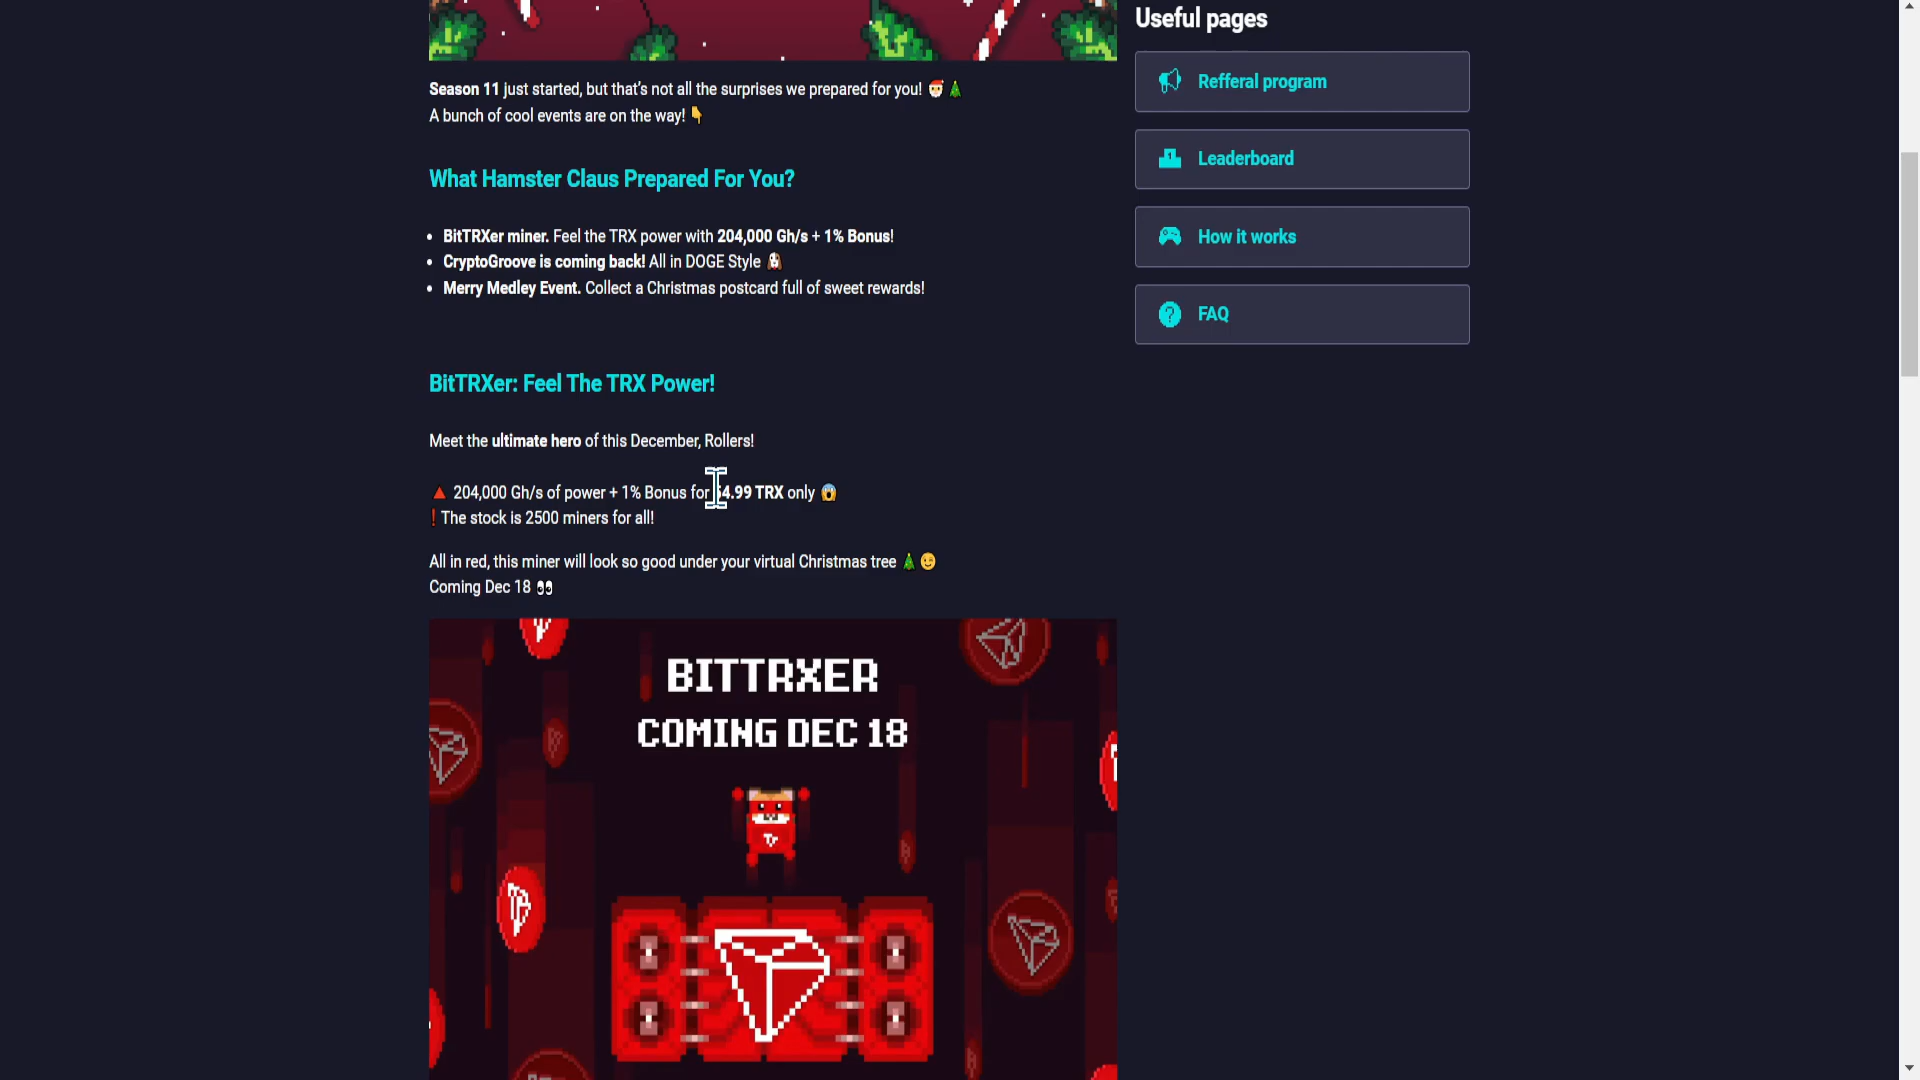 Season 11 just started, but that's not all the surprises we prepared for you! 🎅🎄
A bunch of cool events are on the way! 👇
What Hamster Claus Prepared For You?
• BitTRXer miner. Feel the TRX power with 204,000 Gh/s + 1% Bonus!
• CryptoGroove is coming back! All in DOGE Style 🐶
• Merry Medley Event. Collect a Christmas postcard full of sweet rewards!
BitTRXer: Feel The TRX Power!
Meet the ultimate hero of this December, Rollers!
🔺 204,000 Gh/s of power + 1% Bonus for TRX only 😱
❗The stock is 2500 miners for all!
All in red, this miner will look so good under your virtual Christmas tree 🎄😉
Coming Dec 18 👀
BITTRXER
COMING DEC 18
Useful pages
Refferal program
Leaderboard
How it works
FAQ